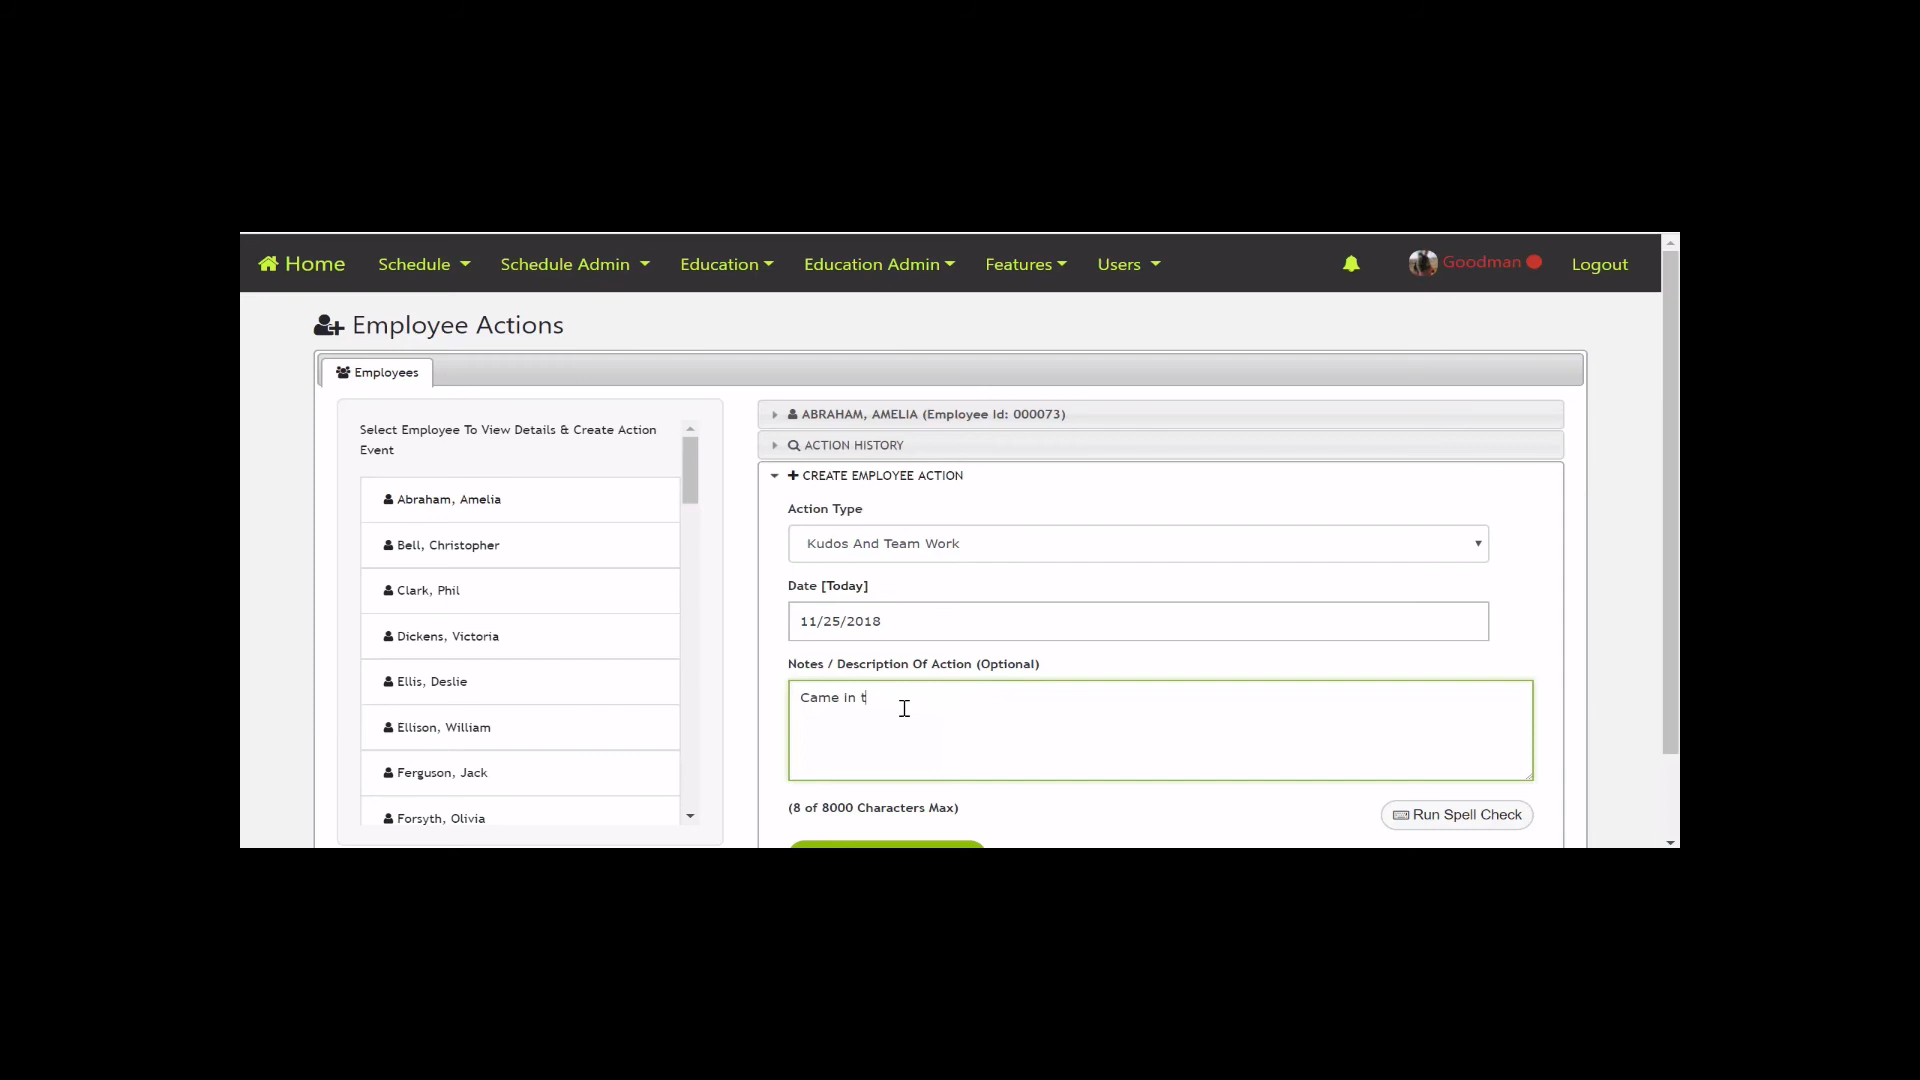 Home Schedule Schedule Admin Education Education Admin Features Users Goodman Logout
Employee Actions
Employees
Select Employee To View Details & Create Action
Event
Abraham, Amelia
Bell, Christopher
Clark, Phil
Dickens, Victoria
Ellis, Deslie
Ellison, William
Ferguson, Jack
Forsyth, Olivia
ABRAHAM, AMELIA (Employee Id: 000073)
ACTION HISTORY
CREATE EMPLOYEE ACTION
Action Type
Kudos And Team Work
Date [Today]
11/25/2018
Notes / Description Of Action (Optional)
Came in t
(8 of 8000 Characters Max)
Run Spell Check